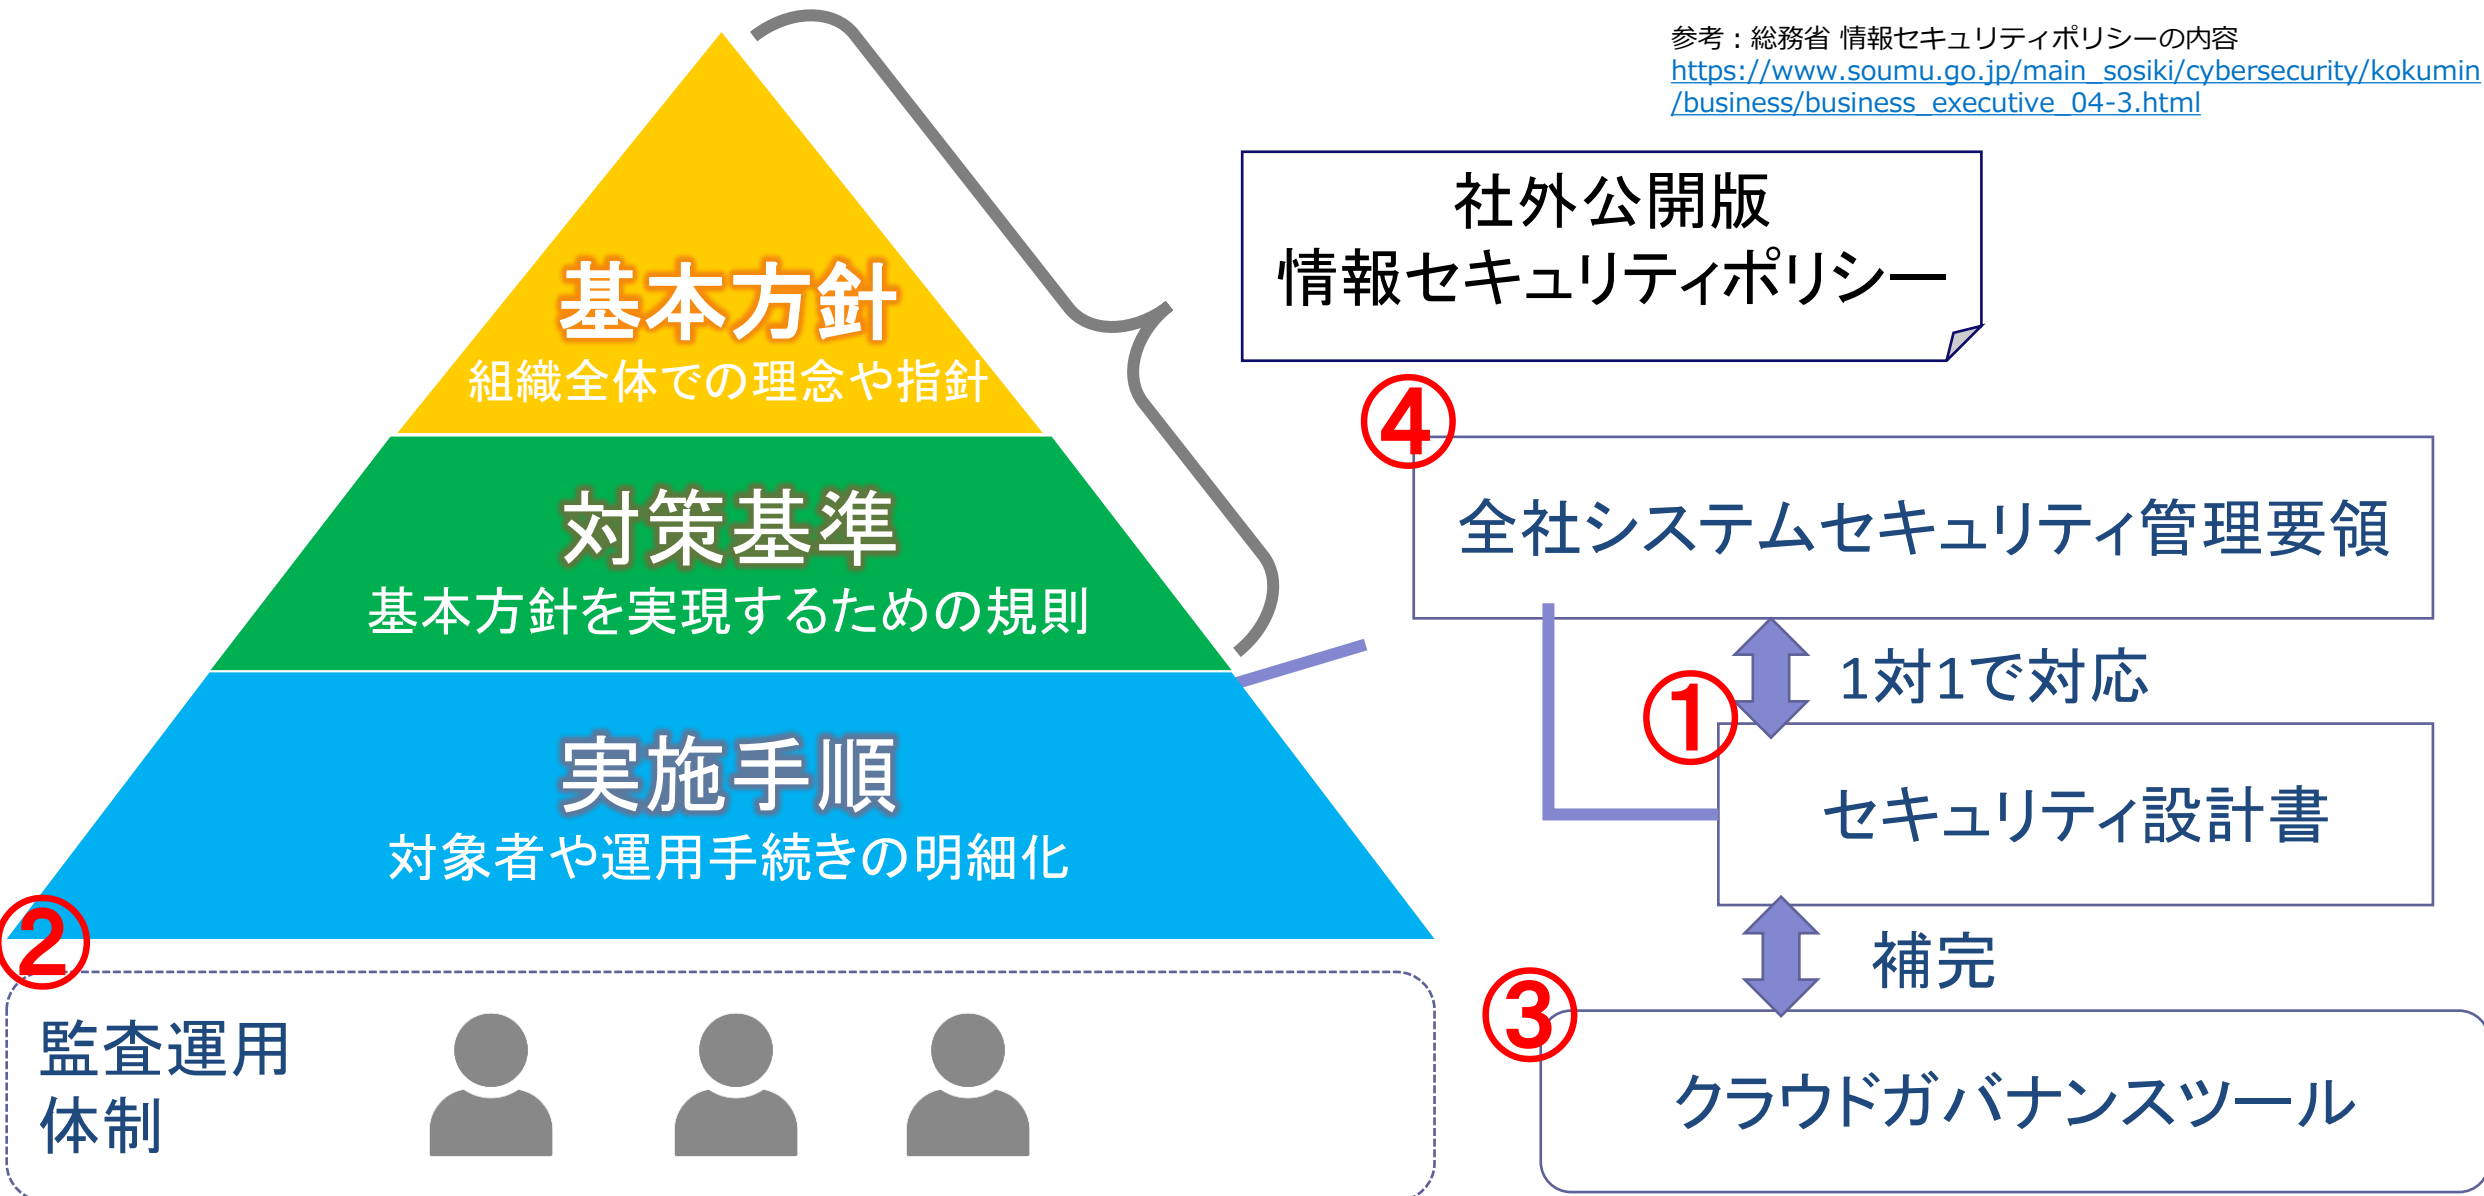 参考：総務省 情報セキュリティポリシーの内容
https://www.soumu.go.jp/main_sosiki/cybersecurity/kokumin
/business/business_executive_04-3.html
社外公開版
情報セキュリティポリシー
基本方針
組織全体での理念や指針
対策基準
基本方針を実現するための規則
実施手順
対象者や運用手続きの明細化
④
全社システムセキュリティ管理要領
1対1で対応
①
セキュリティ設計書
補完
③
クラウドガバナンスツール
②
監査運用
体制